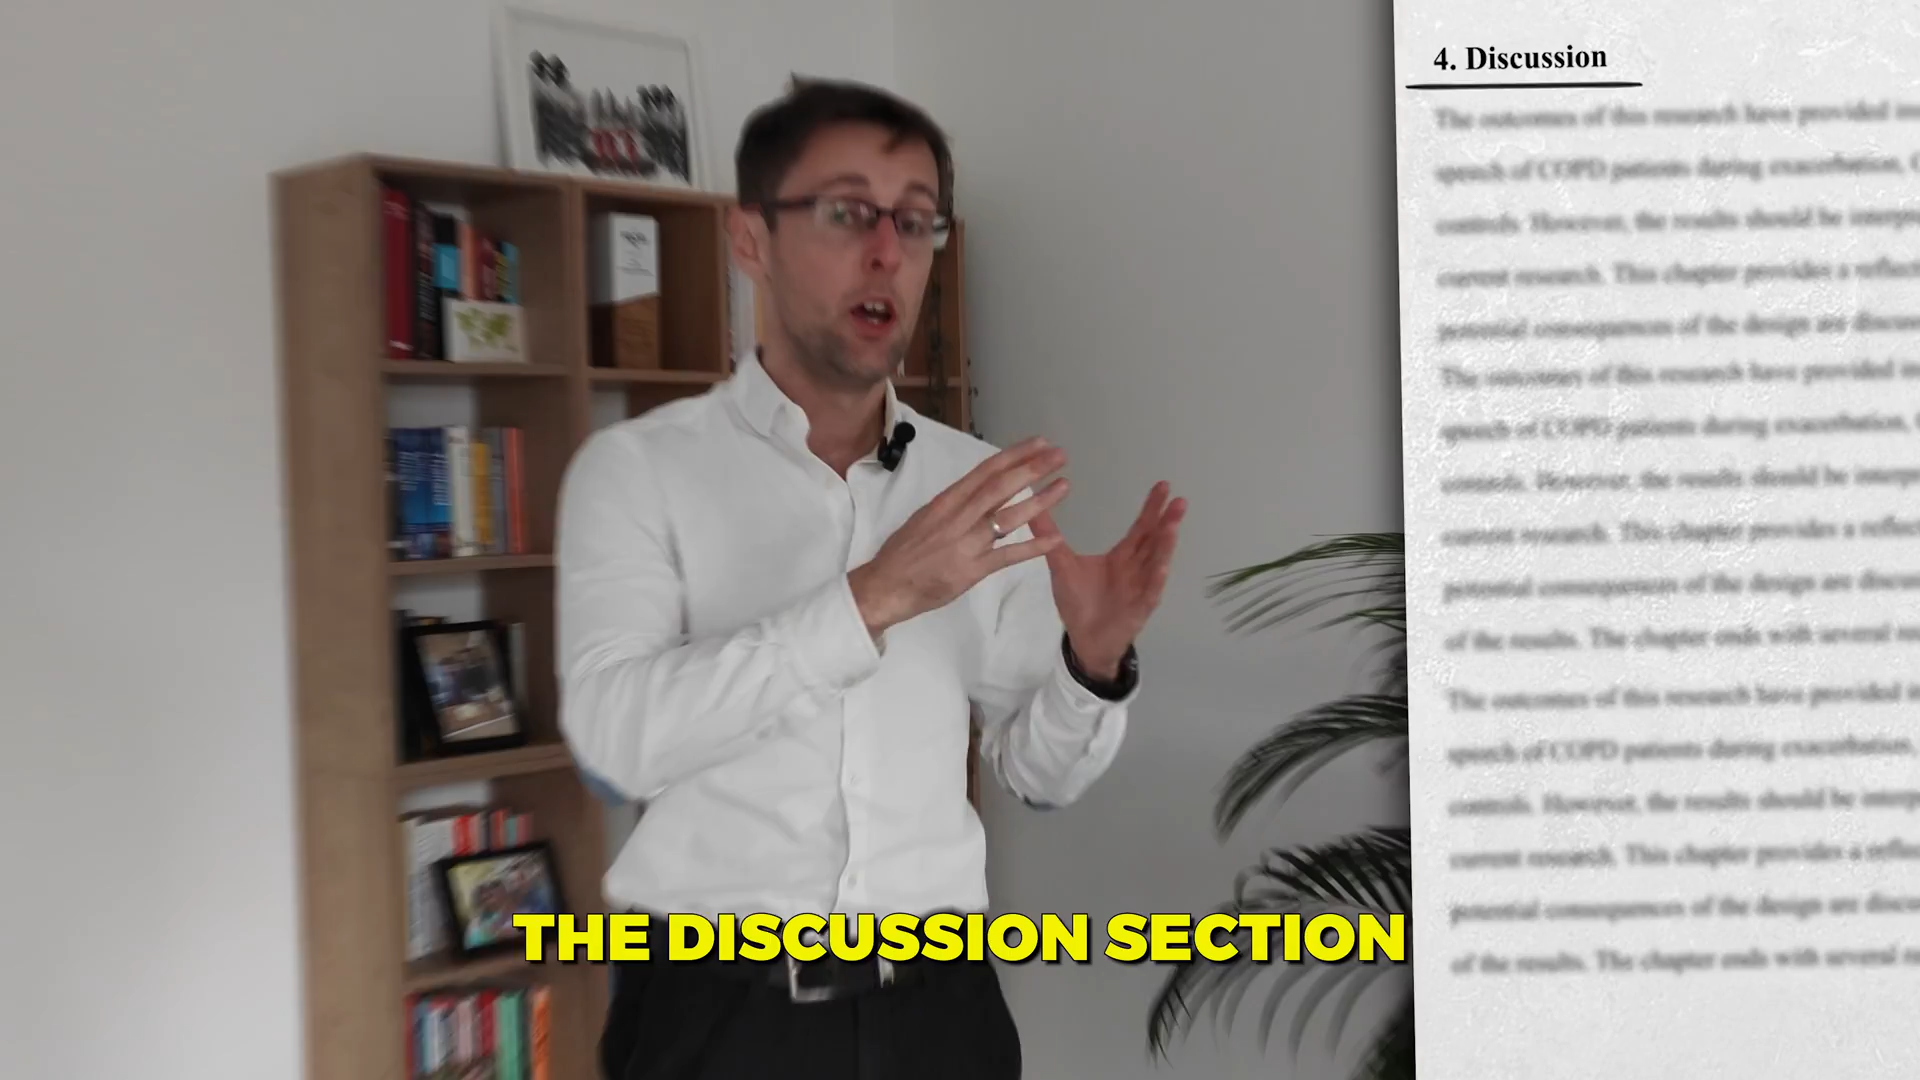 4. Discussion
The outcomes of this research have provided
speech of COPD patients during exacerbation,
controls. However, the results should be
current research. This chapter provides a
potential consequences of the design are
The outcomes of this research have provided
speech of COPD patients during exacerbation,
controls. However, the results should be
current research. This chapter provides a
potential consequences of the design are
of the results. The chapter ends with several
The outcomes of this research have provided
speech of COPD patients during exacerbation,
controls. However, the results should be
current research. This chapter provides a
potential consequences of the design are
of the results. The chapter ends with several
THE DISCUSSION SECTION